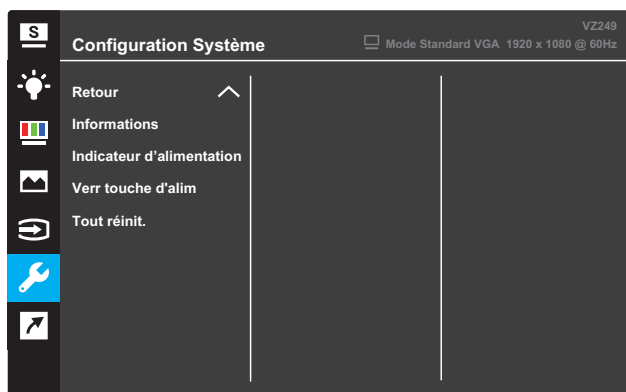 S
VZ249
Configuration Système
Mode Standard VGA 1920 x 1080 @ 60Hz
Retour
Informations
Indicateur d’alimentation
Verr touche d'alim
Tout réinit.